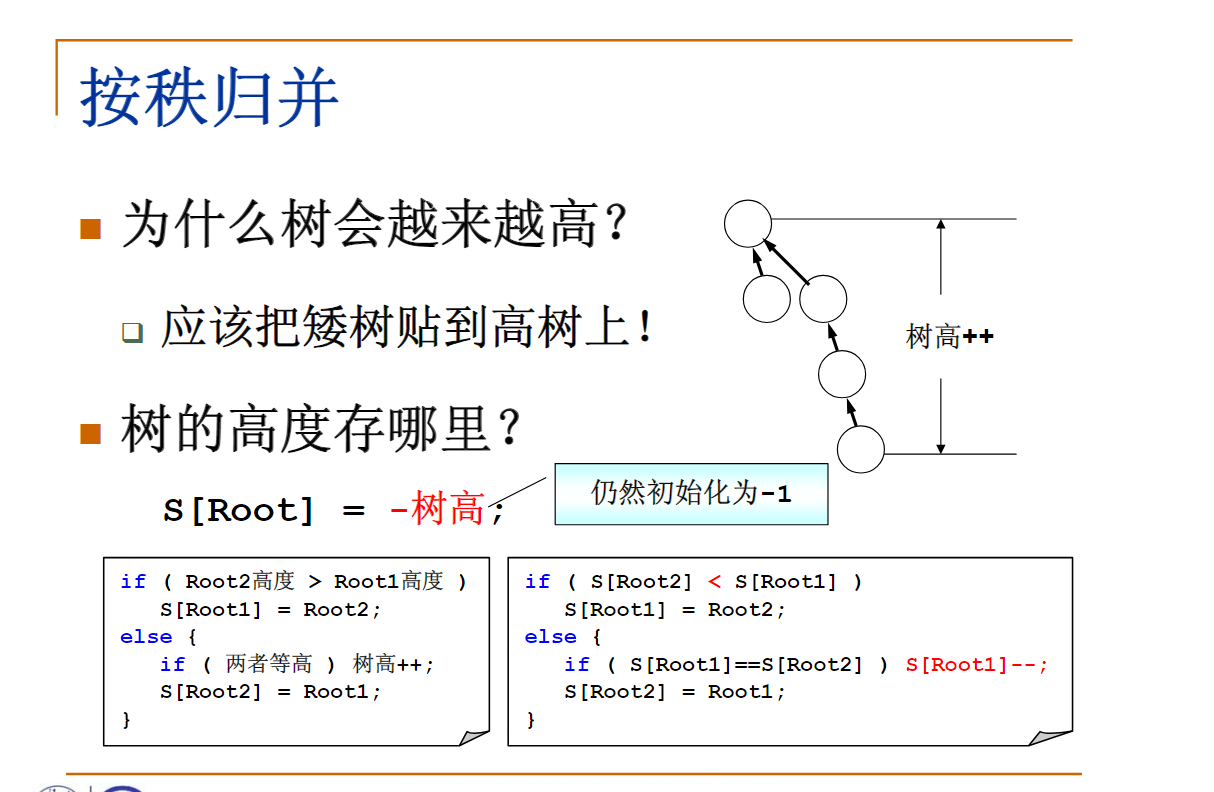 按秩归并
为什么树会越来越高？
应该把矮树贴到高树上！
树高++
树的高度存哪里？
S[Root] = -树高;
仍然初始化为-1
if ( Root2高度 > Root1高度 )
S[Root1] = Root2;
else {
if ( 两者等高 ) 树高++;
S[Root2] = Root1;
}
if ( S[Root2] < S[Root1] )
S[Root1] = Root2;
else {
if ( S[Root1]==S[Root2] ) S[Root1]--;
S[Root2] = Root1;
}